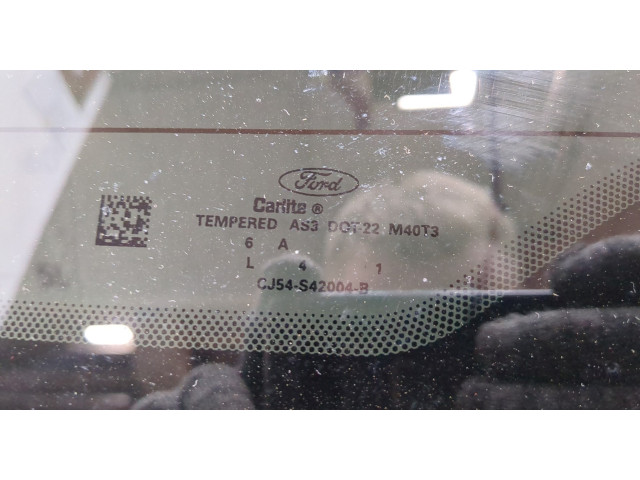 Ford
Carlite ®
TEMPERED AS3 DOT-22 M40T3
6 A
L 4 1
CJ54-S42004-B